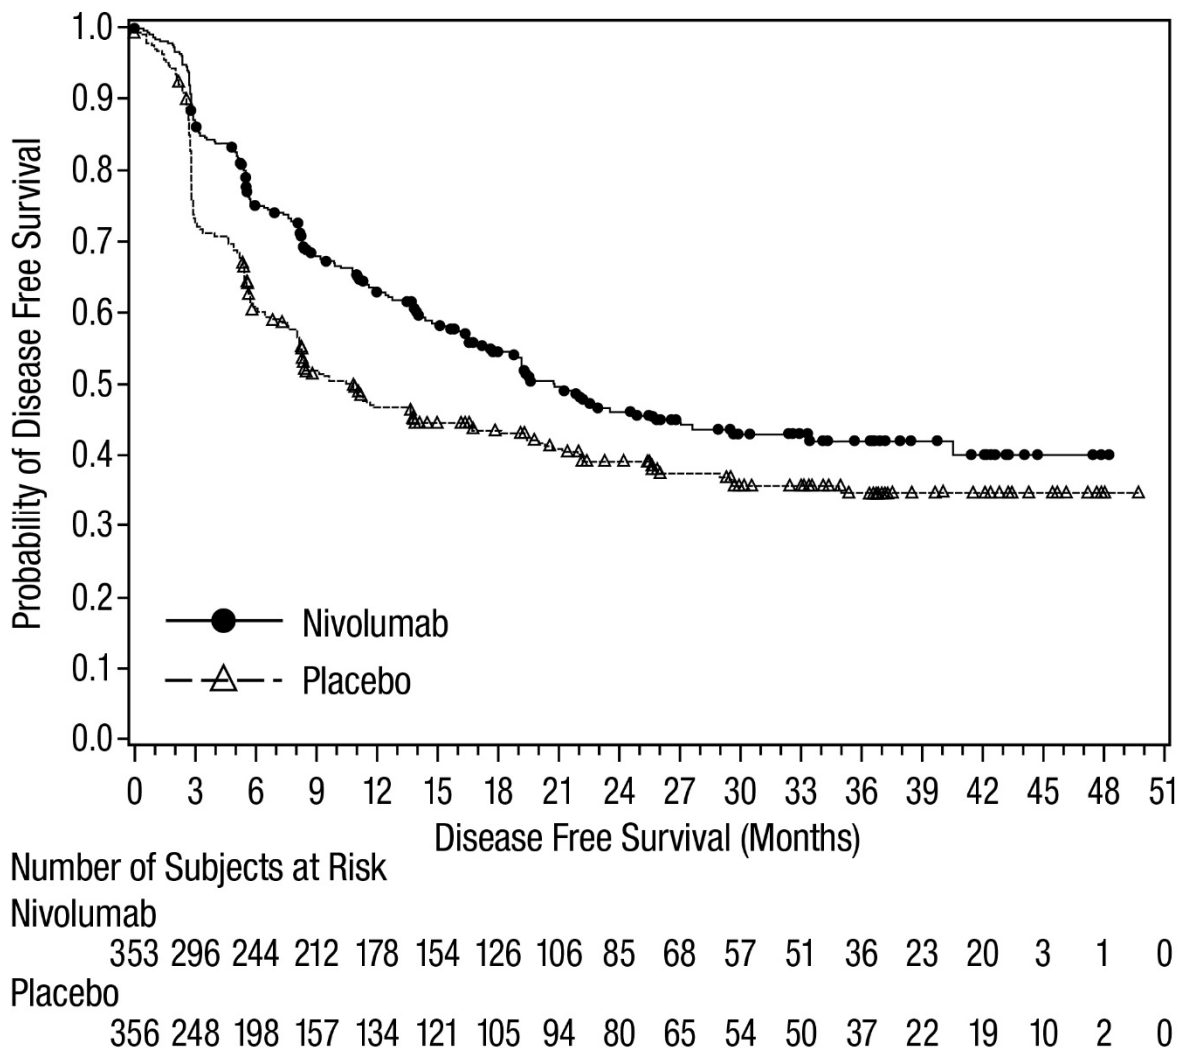 Probability of Disease Free Survival
1.0
0.9
0.8
0.7
0.6
0.5
0.4
0.3
0.2
0.1
0.0
Nivolumab
Placebo
0 3 6 9 12 15 18 21 24 27 30 33 36 39 42 45 48 51
Disease Free Survival (Months)
Number of Subjects at Risk
Nivolumab
353 296 244 212 178 154 126 106 85 68 57 51 36 23 20 3 1 0
Placebo
356 248 198 157 134 121 105 94 80 65 54 50 37 22 19 10 2 0